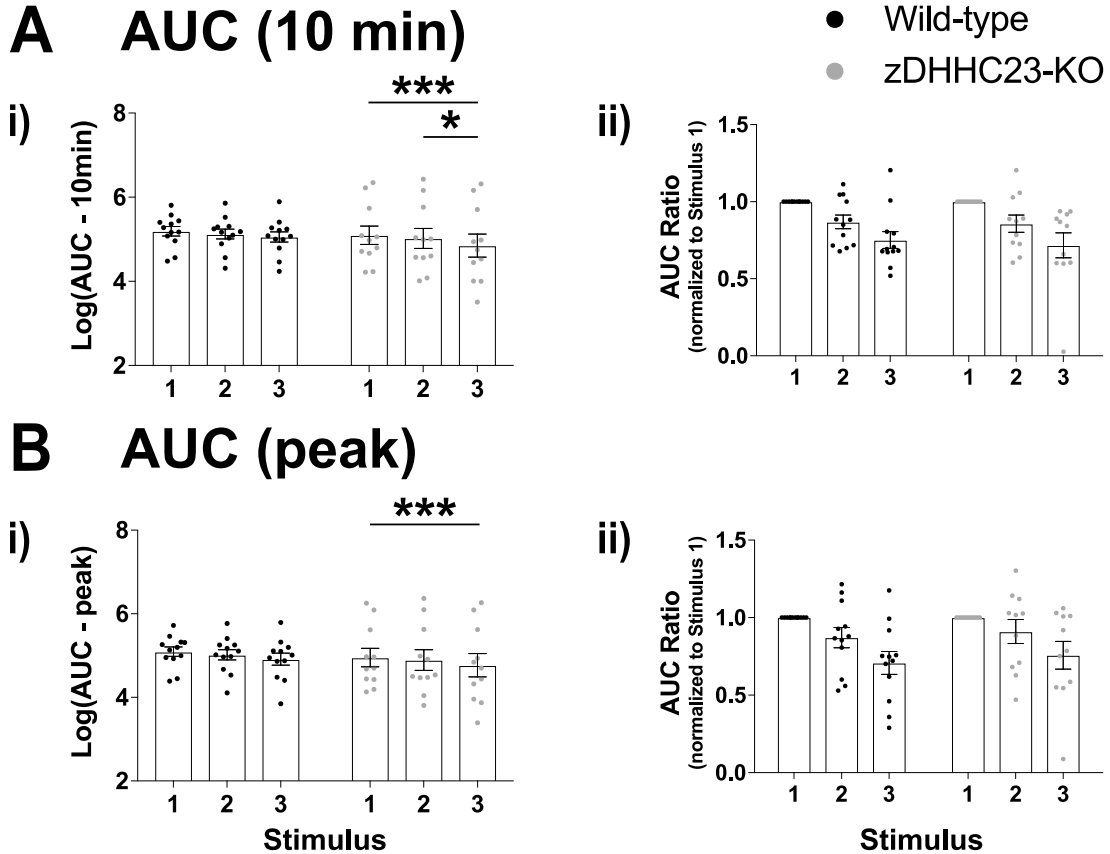 A AUC (10 min)
Wild-type
zDHHC23-KO
i)
***
*
Log(AUC - 10min)
8
6
4
2
1 2 3 1 2 3
ii)
AUC Ratio
(normalized to Stimulus 1)
1.5
1.0
0.5
0.0
1 2 3 1 2 3
B AUC (peak)
i)
***
Log(AUC - peak)
8
6
4
2
1 2 3 1 2 3
Stimulus
ii)
AUC Ratio
(normalized to Stimulus 1)
1.5
1.0
0.5
0.0
1 2 3 1 2 3
Stimulus